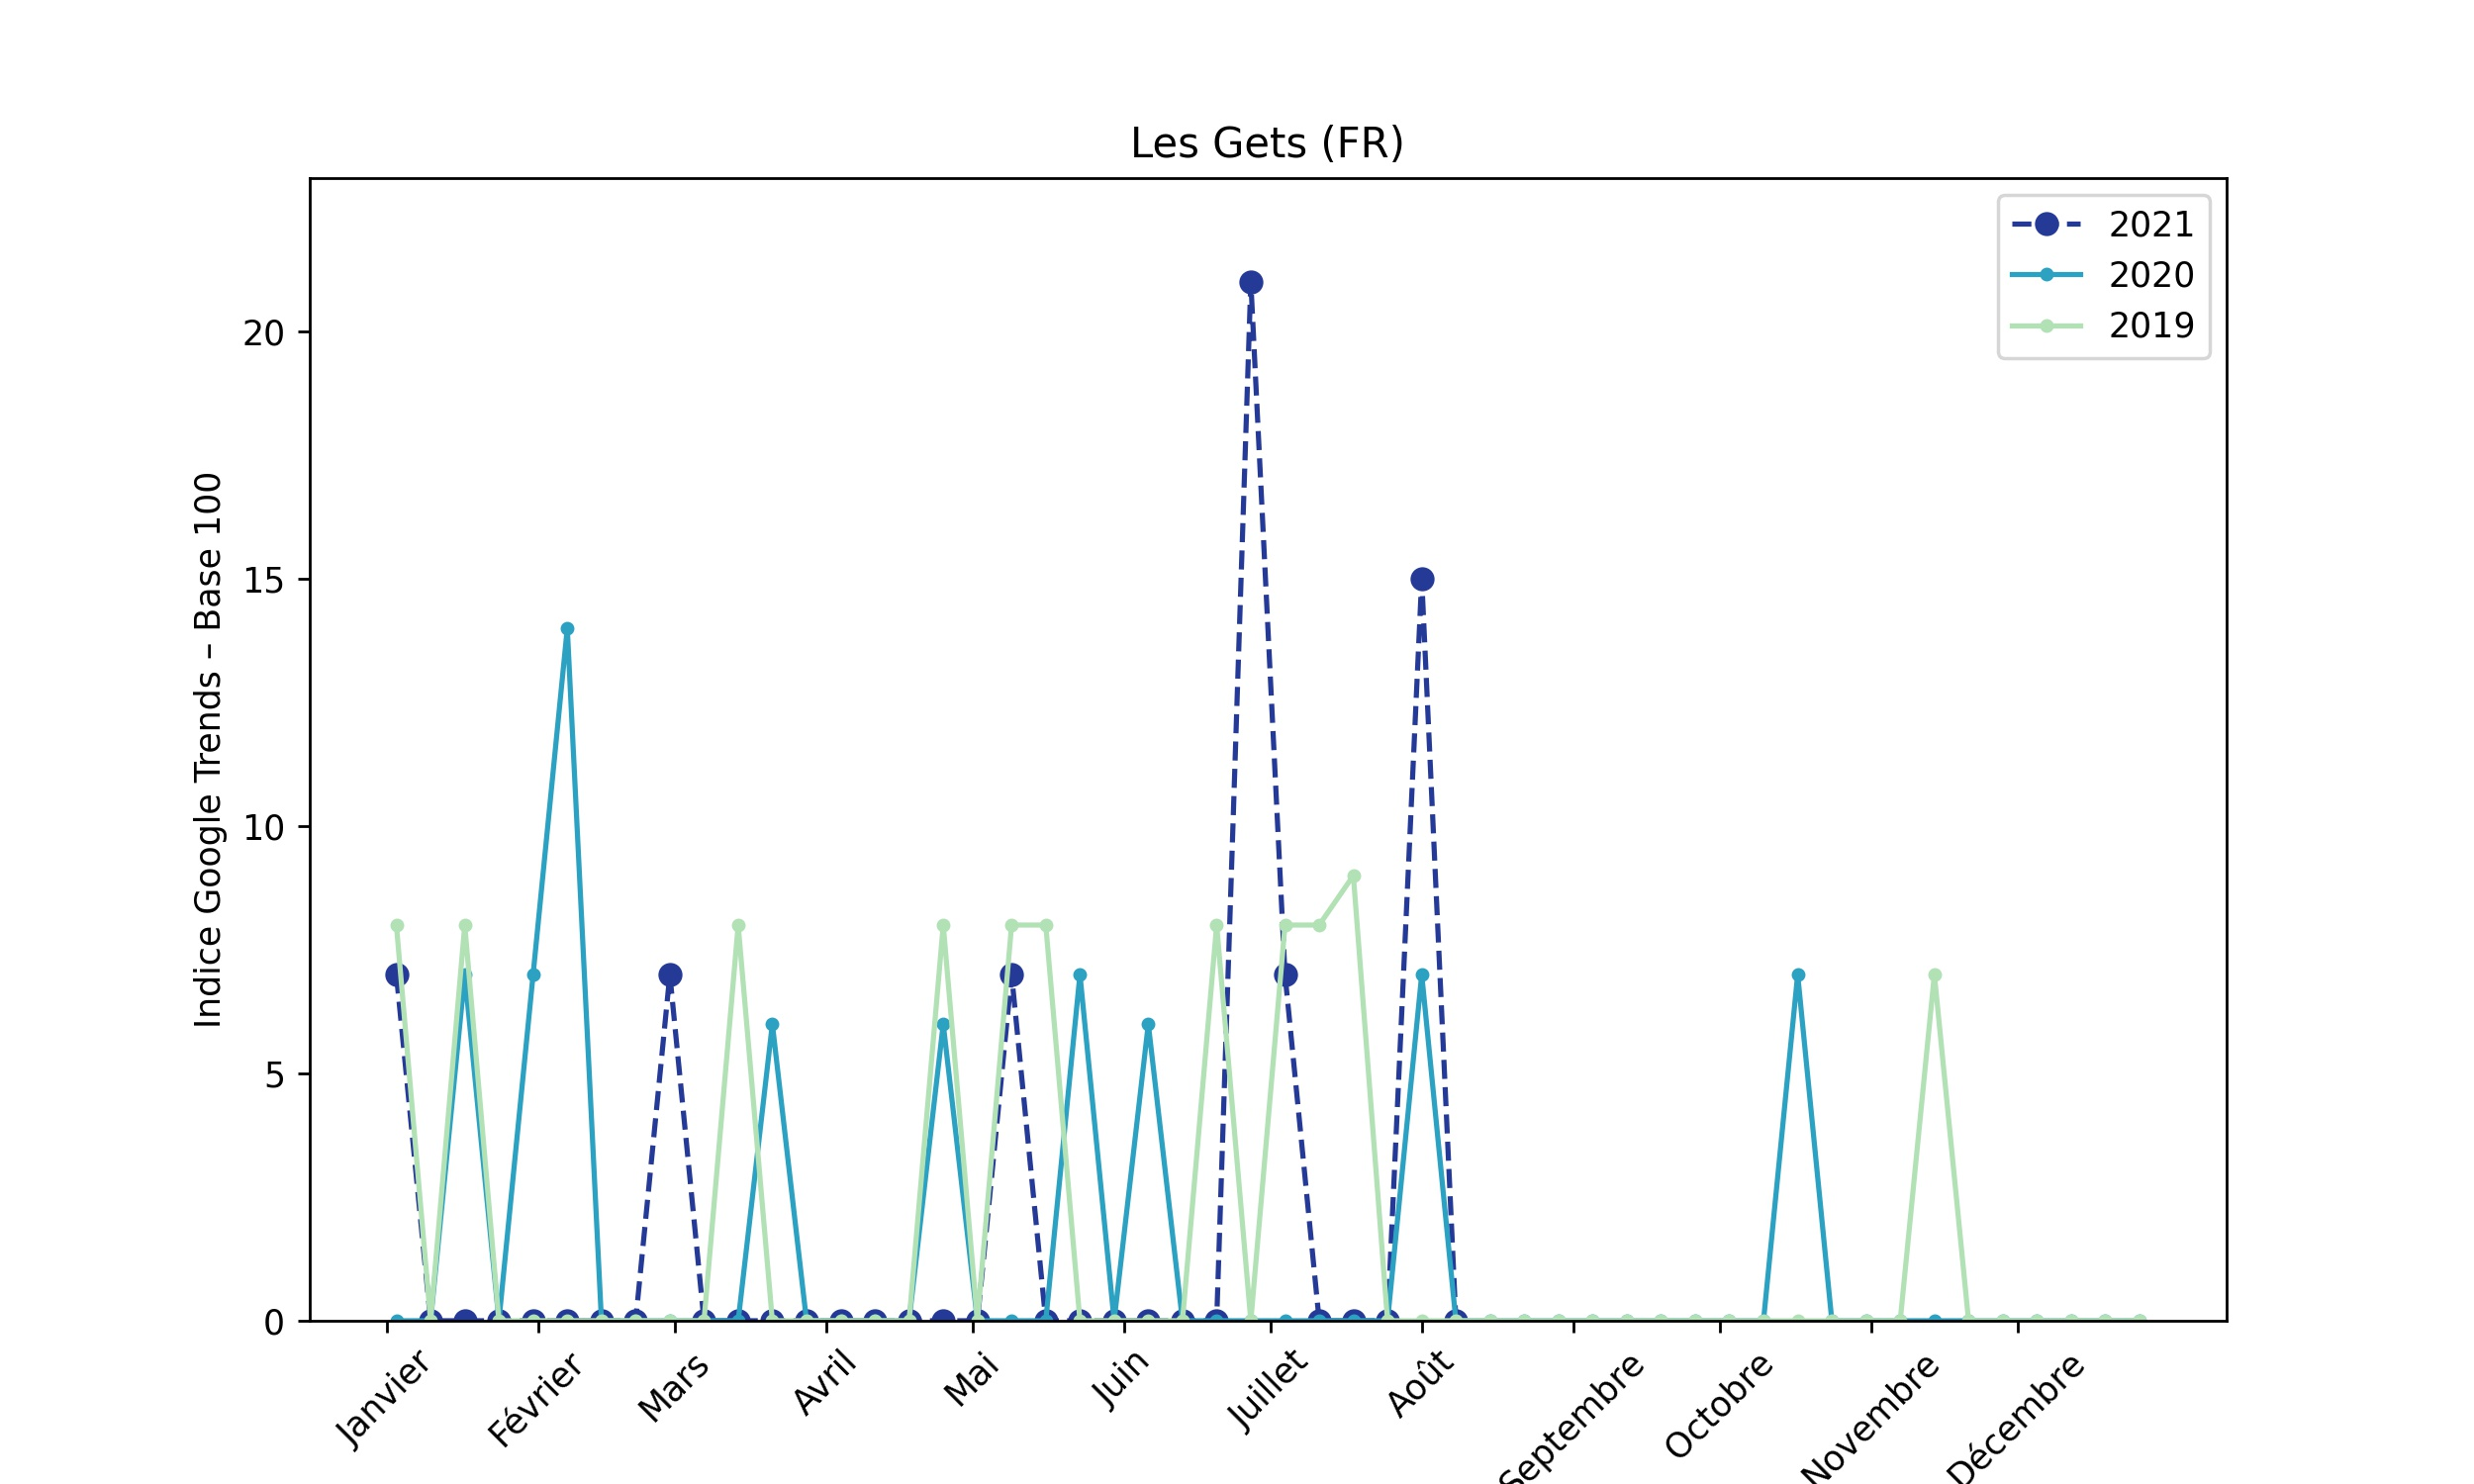 Les Gets (FR)
2021
2020
2019
Indice Google Trends – Base 100
20
15
10
5
0
Janvier
Février
Mars
Avril
Mai
Juin
Juillet
Août
Septembre
Octobre
Novembre
Décembre